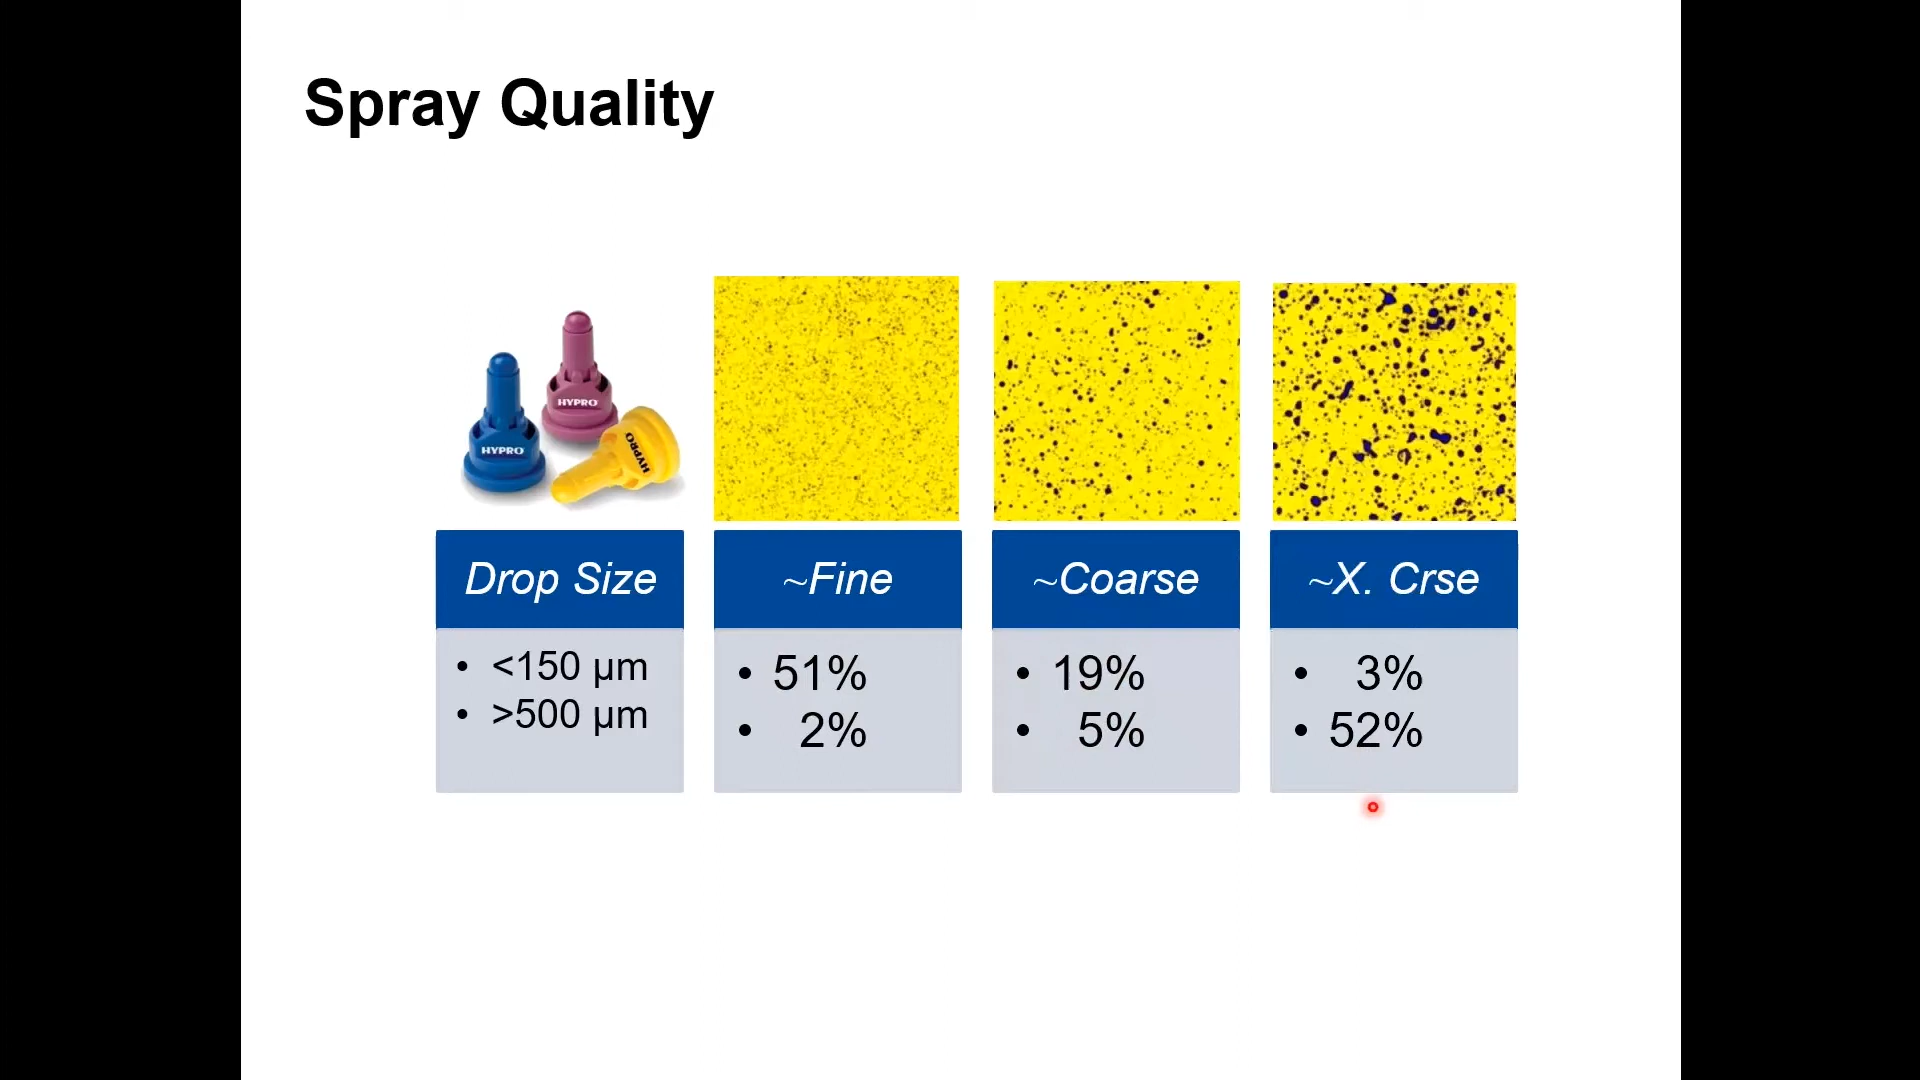 Spray Quality
HYPRO
HYPRO
HYPRO
Drop Size
• <150 µm
• >500 µm
~Fine
• 51%
• 2%
~Coarse
• 19%
• 5%
~X. Crse
• 3%
• 52%